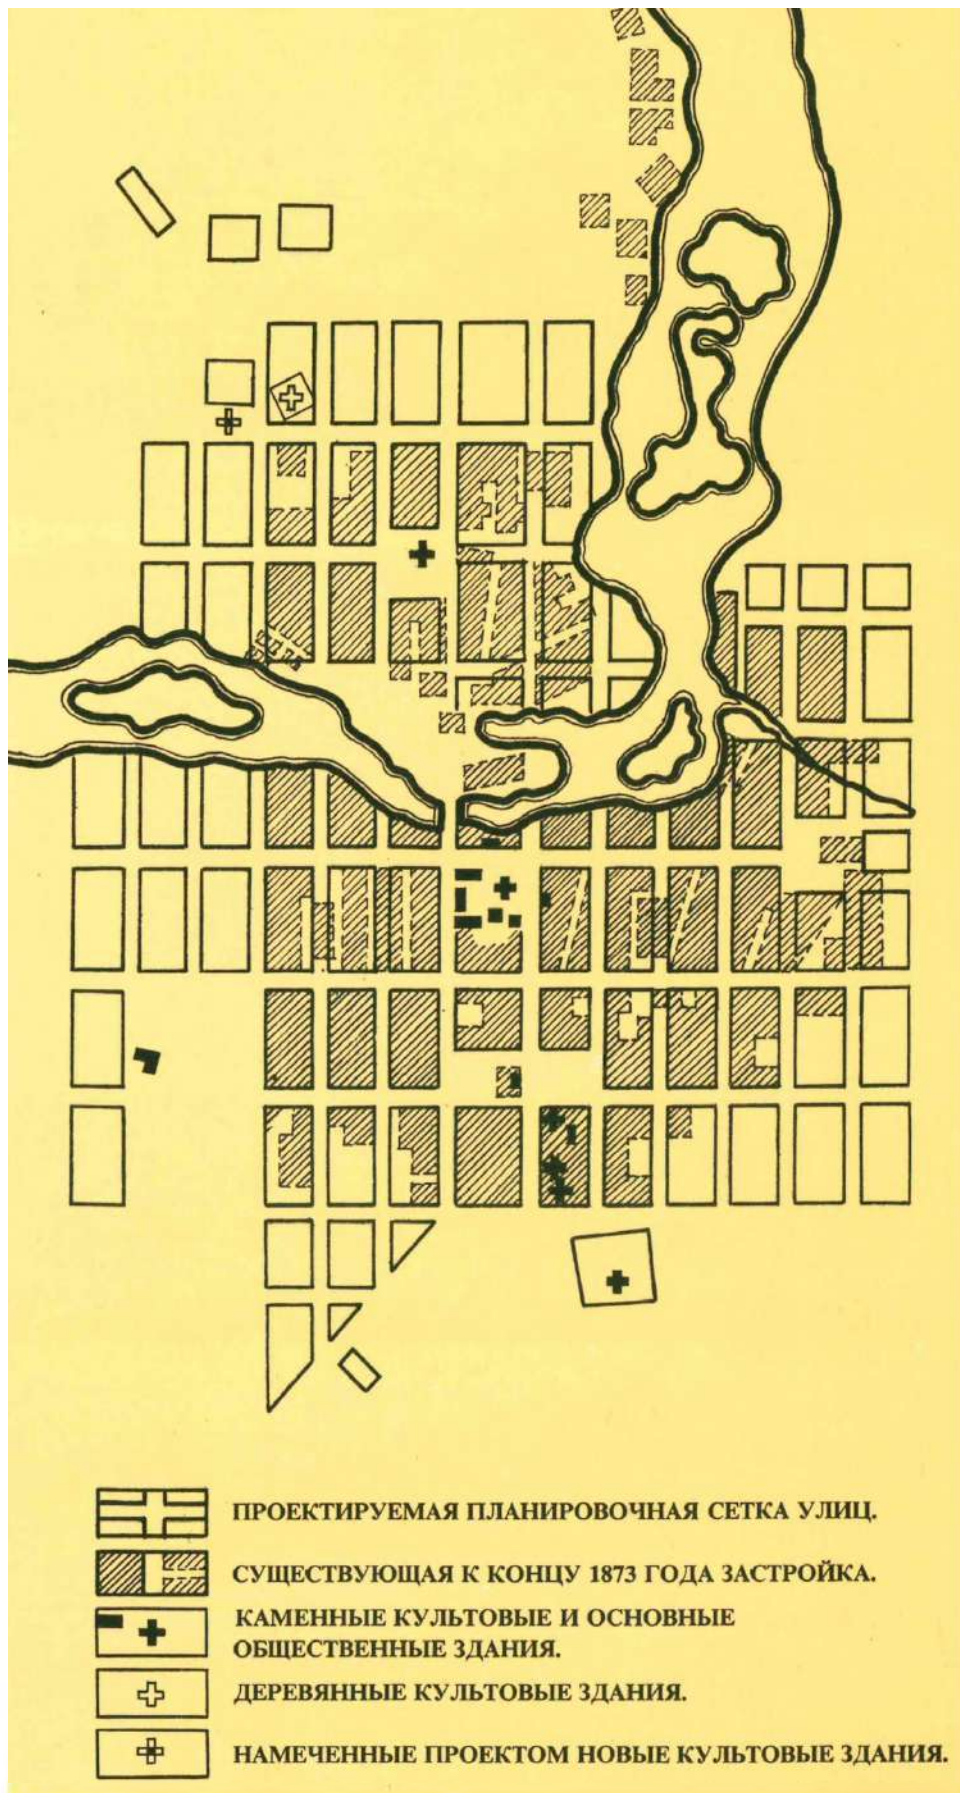 ПРОЕКТИРУЕМАЯ ПЛАНИРОВОЧНАЯ СЕТКА УЛИЦ.
СУЩЕСТВУЮЩАЯ К КОНЦУ 1873 ГОДА ЗАСТРОЙКА.
КАМЕННЫЕ КУЛЬТОВЫЕ И ОСНОВНЫЕ
ОБЩЕСТВЕННЫЕ ЗДАНИЯ.
ДЕРЕВЯННЫЕ КУЛЬТОВЫЕ ЗДАНИЯ.
НАМЕЧЕННЫЕ ПРОЕКТОМ НОВЫЕ КУЛЬТОВЫЕ ЗДАНИЯ.